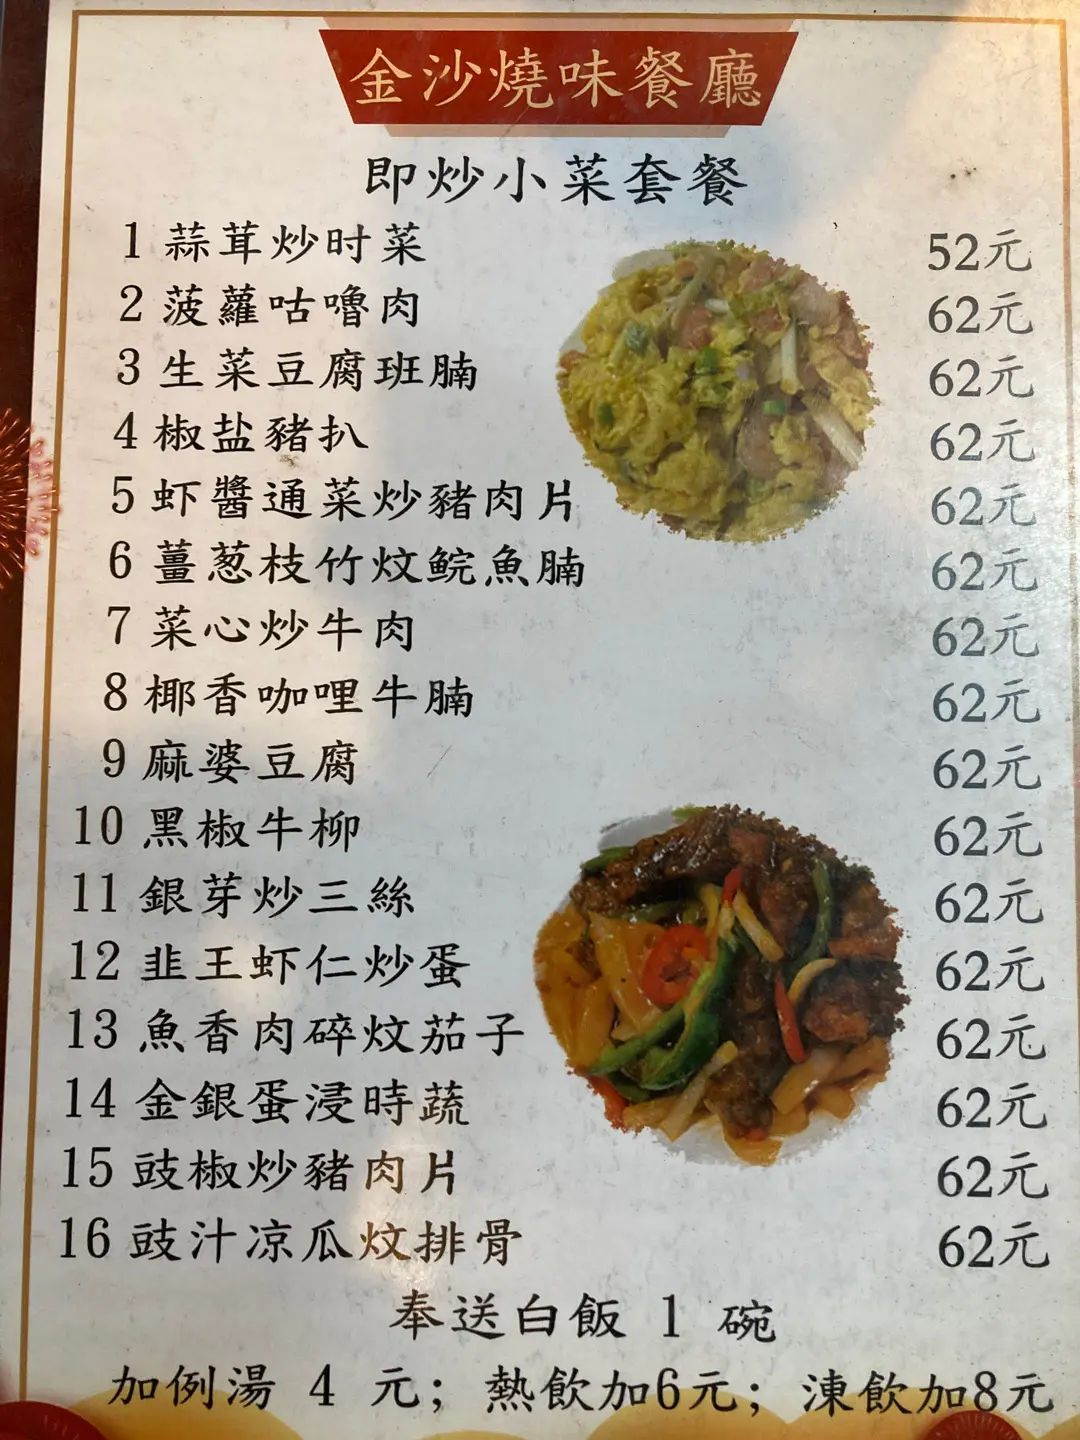 金沙燒味餐廳
即炒小菜套餐
1 蒜茸炒时菜 52元
2 菠蘿咕嚕肉 62元
3 生菜豆腐班腩 62元
4 椒盐豬扒 62元
5 虾醬通菜炒豬肉片 62元
6 薑葱枝竹炆鯇魚腩 62元
7 菜心炒牛肉 62元
8 椰香咖哩牛腩 62元
9 麻婆豆腐 62元
10 黑椒牛柳 62元
11 銀芽炒三絲 62元
12 韭王虾仁炒蛋 62元
13 魚香肉碎炆茄子 62元
14 金銀蛋浸時蔬 62元
15 豉椒炒豬肉片 62元
16 豉汁凉瓜炆排骨 62元
奉送白飯 1 碗
加例湯 4 元；熱飲加6元；涷飲加8元